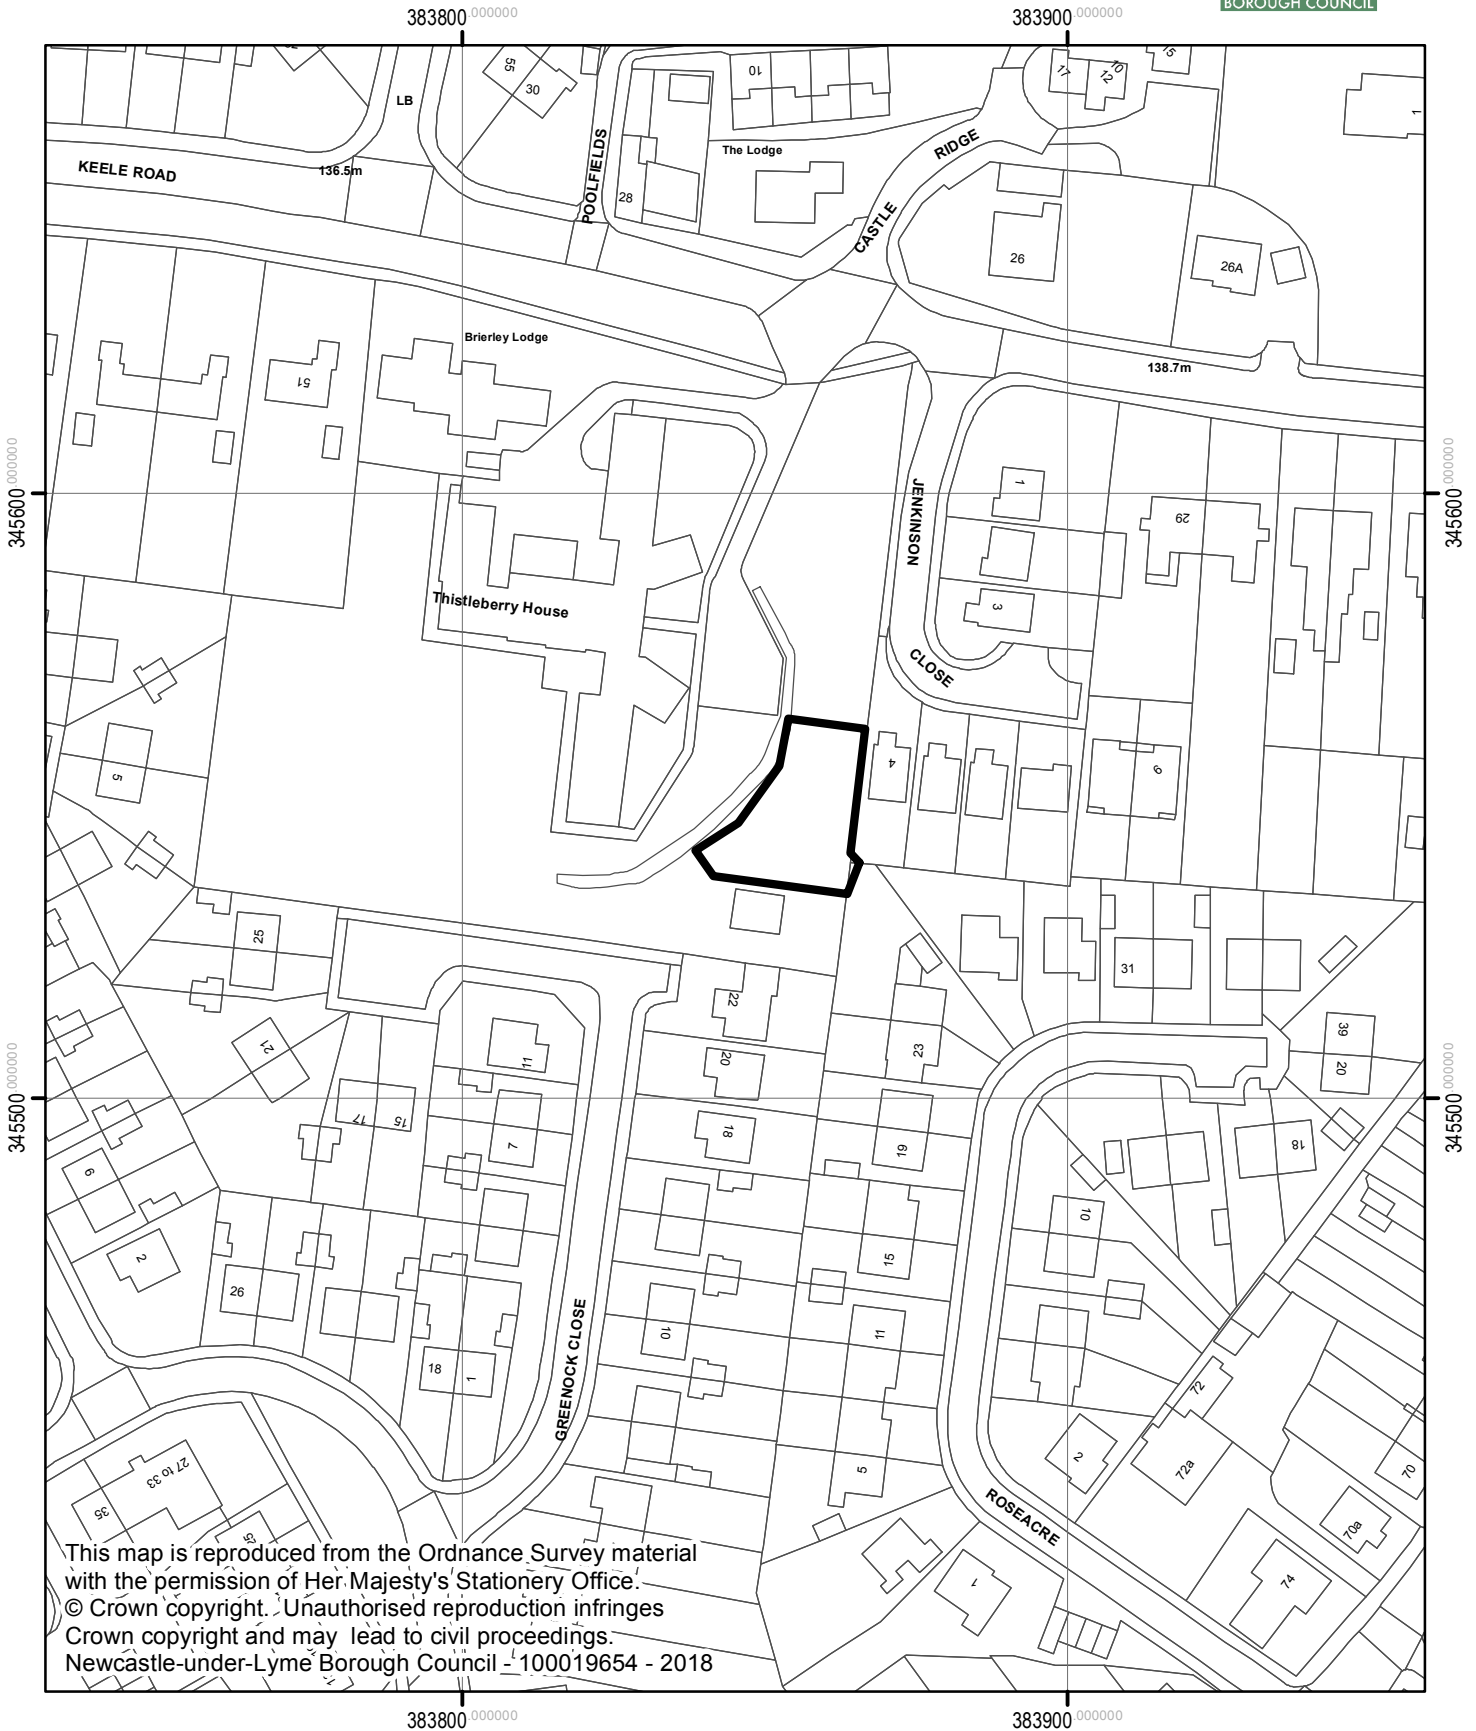 BOROUGH COUNCIL
383800.000000
383900.000000
55
30
LB
10
17
10
12
15
1
KEELE ROAD
136.5m
POOLFIELDS
The Lodge
RIDGE
CASTLE
28
26
26A
Brierley Lodge
138.7m
51
345600.000000
345600.000000
JENKINSON
1
29
Thistleberry House
3
CLOSE
5
4
9
25
31
22
21
11
20
23
39
20
345500.000000
345500.000000
17
15
7
18
19
18
2
10
15
26
10
11
18
1
GREENOCK CLOSE
72
2
72a
5
70
35
27 to 33
ROSEACRE
70a
1
74
This map is reproduced from the Ordnance Survey material
with the permission of Her Majesty's Stationery Office.
© Crown copyright. Unauthorised reproduction infringes
Crown copyright and may lead to civil proceedings.
Newcastle-under-Lyme Borough Council - 100019654 - 2018
383800.000000
383900.000000